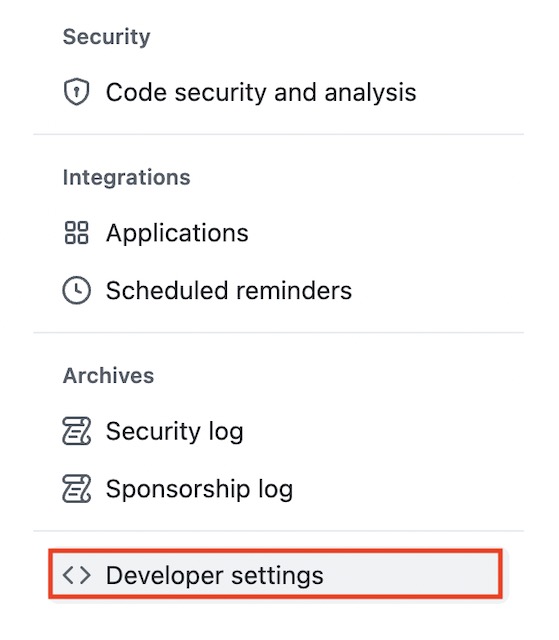 Security
Code security and analysis
Integrations
Applications
Scheduled reminders
Archives
Security log
Sponsorship log
Developer settings